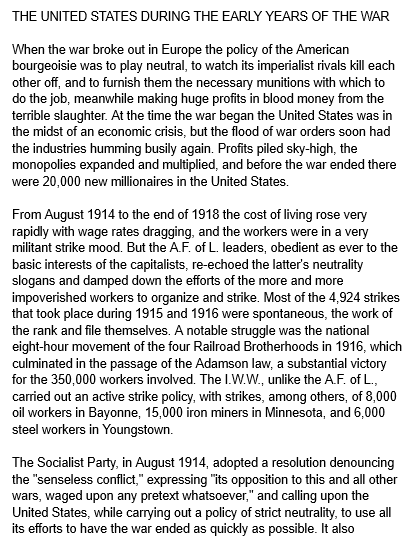 THE UNITED STATES DURING THE EARLY YEARS OF THE WAR
When the war broke out in Europe the policy of the American
bourgeoisie was to play neutral, to watch its imperialist rivals kill each
other off, and to furnish them the necessary munitions with which to
do the job, meanwhile making huge profits in blood money from the
terrible slaughter. At the time the war began the United States was in
the midst of an economic crisis, but the flood of war orders soon had
the industries humming busily again. Profits piled sky-high, the
monopolies expanded and multiplied, and before the war ended there
were 20,000 new millionaires in the United States.
From August 1914 to the end of 1918 the cost of living rose very
rapidly with wage rates dragging, and the workers were in a very
militant strike mood. But the A.F. of L. leaders, obedient as ever to the
basic interests of the capitalists, re-echoed the latter's neutrality
slogans and damped down the efforts of the more and more
impoverished workers to organize and strike. Most of the 4,924 strikes
that took place during 1915 and 1916 were spontaneous, the work of
the rank and file themselves. A notable struggle was the national
eight-hour movement of the four Railroad Brotherhoods in 1916, which
culminated in the passage of the Adamson law, a substantial victory
for the 350,000 workers involved. The I.W.W., unlike the A.F. of L.,
carried out an active strike policy, with strikes, among others, of 8,000
oil workers in Bayonne, 15,000 iron miners in Minnesota, and 6,000
steel workers in Youngstown.
The Socialist Party, in August 1914, adopted a resolution denouncing
the "senseless conflict," expressing "its opposition to this and all other
wars, waged upon any pretext whatsoever," and calling upon the
United States, while carrying out a policy of strict neutrality, to use all
its efforts to have the war ended as quickly as possible. It also